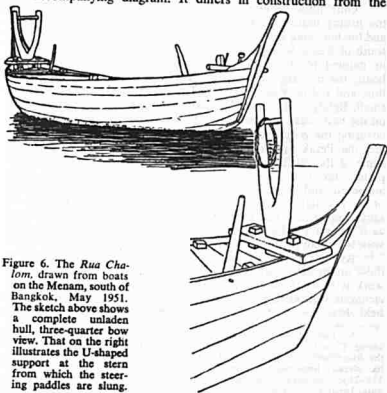 accompanying diagram. It differs in construction from the
Figure 6. The Rua Cha-
lom, drawn from boats
on the Menam, south of
Bangkok, May 1951.
The sketch above shows
a complete unladen
hull, three-quarter bow
view. That on the right
illustrates the U-shaped
support at the stern
from which the steer-
ing paddles are slung.